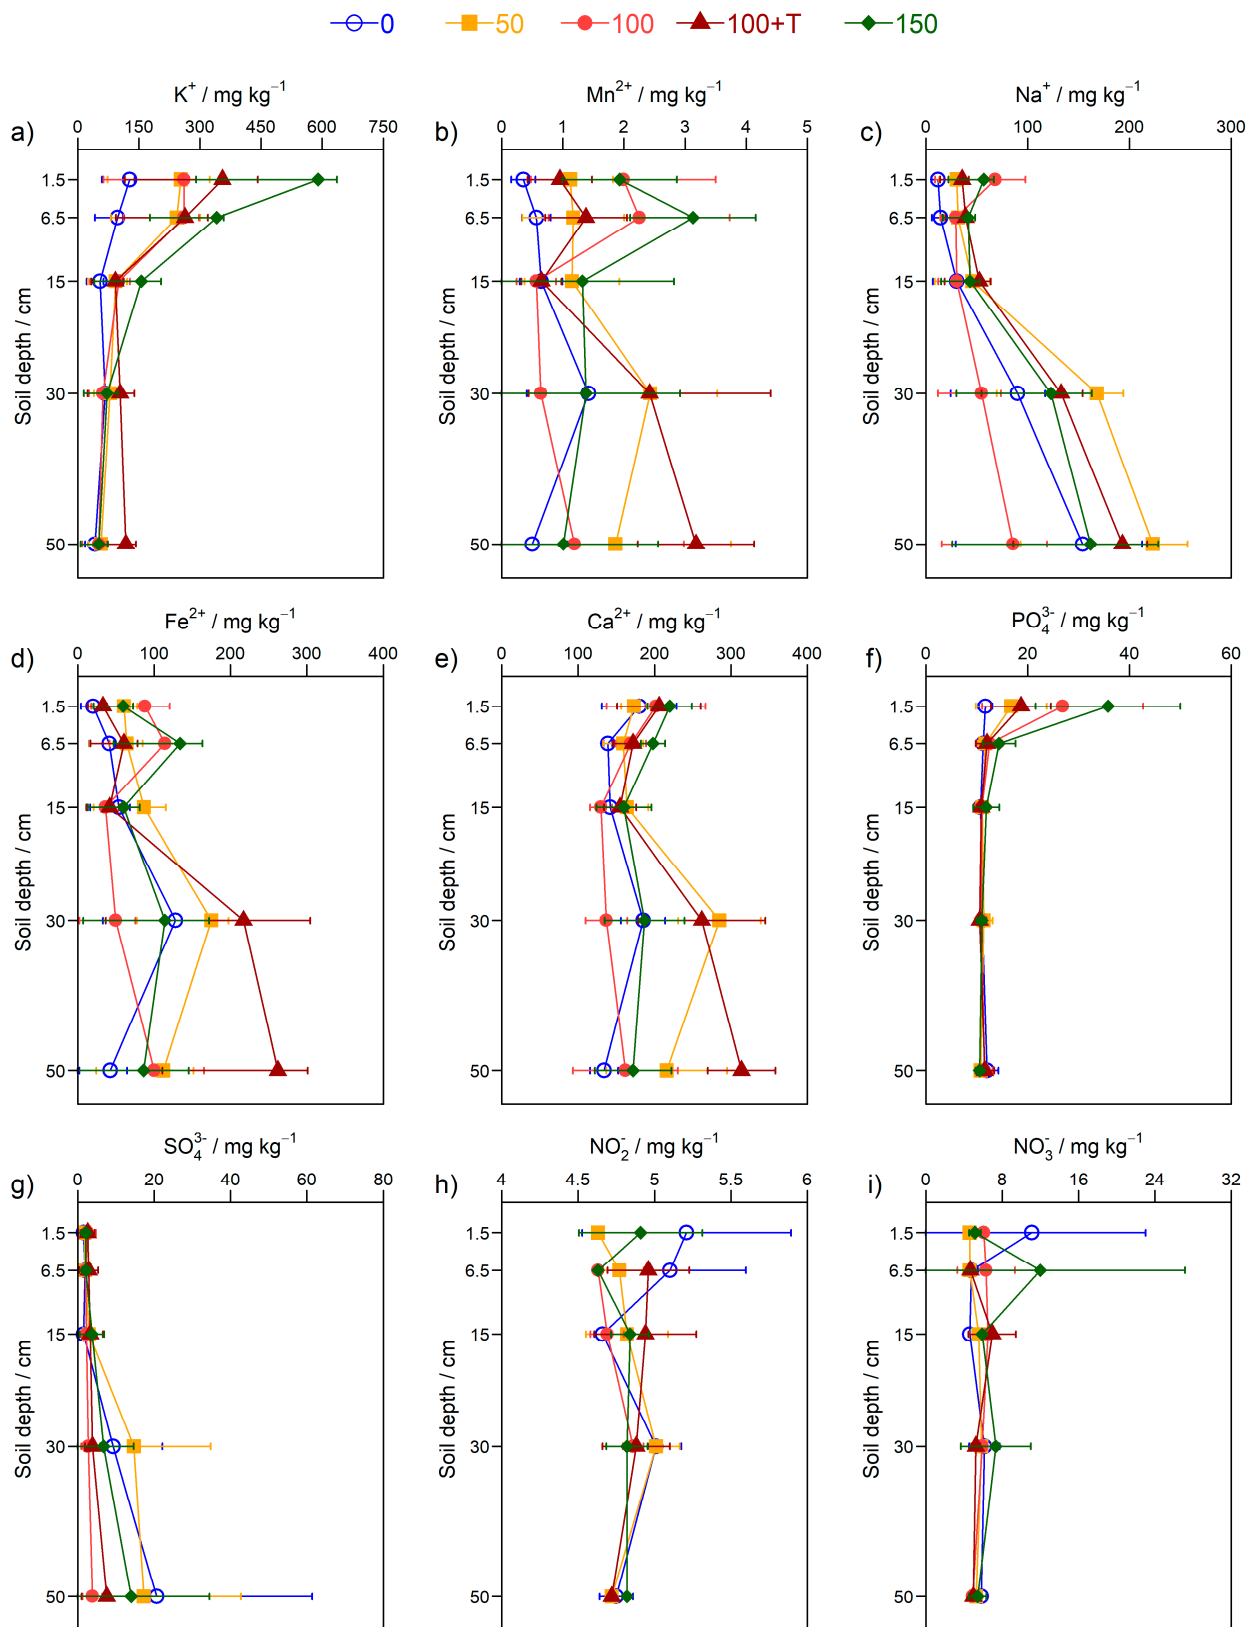 0 50 100 100+T 150
K+ / mg kg−1 Mn2+ / mg kg−1 Na+ / mg kg−1
a) 0 150 300 450 600 750 b) 0 1 2 3 4 5 c) 0 100 200 300
1.5 1.5 1.5
6.5 6.5 6.5
15 15 15
Soil depth / cm Soil depth / cm Soil depth / cm
30 30 30
50 50 50
Fe2+ / mg kg−1 Ca2+ / mg kg−1 PO43- / mg kg−1
d) 0 100 200 300 400 e) 0 100 200 300 400 f) 0 20 40 60
1.5 1.5 1.5
6.5 6.5 6.5
15 15 15
Soil depth / cm Soil depth / cm Soil depth / cm
30 30 30
50 50 50
SO43- / mg kg−1 NO2- / mg kg−1 NO3- / mg kg−1
g) 0 20 40 60 80 h) 4 4.5 5 5.5 6 i) 0 8 16 24 32
1.5 1.5 1.5
6.5 6.5 6.5
15 15 15
Soil depth / cm Soil depth / cm Soil depth / cm
30 30 30
50 50 50